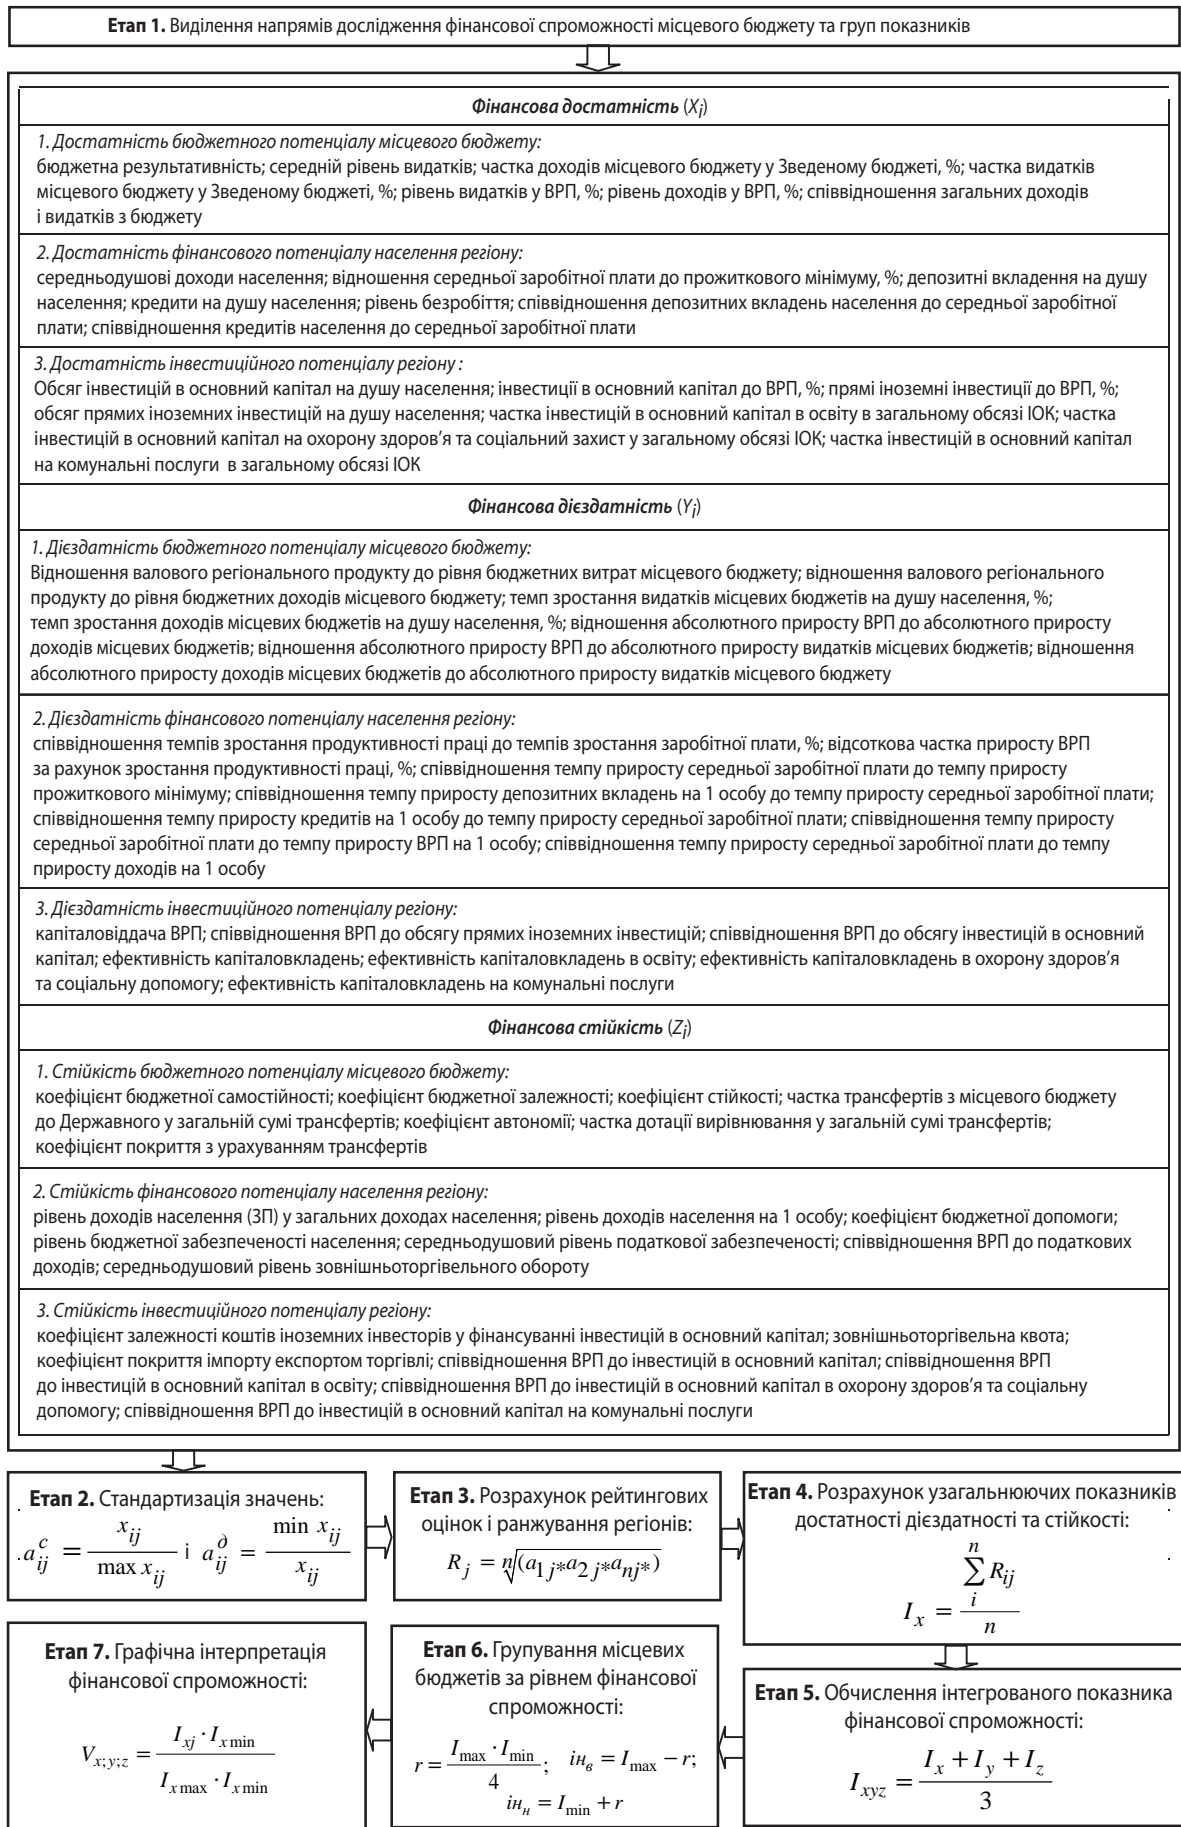 Етап 1. Виділення напрямів дослідження фінансової спроможності місцевого бюджету та груп показників
Фінансова достатність (Xi)
1. Достатність бюджетного потенціалу місцевого бюджету:
бюджетна результативність; середній рівень видатків; частка доходів місцевого бюджету у Зведеному бюджеті, %; частка видатків
місцевого бюджету у Зведеному бюджеті, %; рівень видатків у ВРП, %; рівень доходів у ВРП, %; співвідношення загальних доходів
і видатків з бюджету
2. Достатність фінансового потенціалу населення регіону:
середньодушові доходи населення; відношення середньої заробітної плати до прожиткового мінімуму, %; депозитні вкладення на душу
населення; кредити на душу населення; рівень безробіття; співвідношення депозитних вкладень населення до середньої заробітної
плати; співвідношення кредитів населення до середньої заробітної плати
3. Достатність інвестиційного потенціалу регіону :
Обсяг інвестицій в основний капітал на душу населення; інвестиції в основний капітал до ВРП, %; прямі іноземні інвестиції до ВРП, %;
обсяг прямих іноземних інвестицій на душу населення; частка інвестицій в основний капітал в освіту в загальному обсязі ІОК; частка
інвестицій в основний капітал на охорону здоров'я та соціальний захист у загальному обсязі ІОК; частка інвестицій в основний капітал
на комунальні послуги в загальному обсязі ІОК
Фінансова дієздатність (Yi)
1. Дієздатність бюджетного потенціалу місцевого бюджету:
Відношення валового регіонального продукту до рівня бюджетних витрат місцевого бюджету; відношення валового регіонального
продукту до рівня бюджетних доходів місцевого бюджету; темп зростання видатків місцевих бюджетів на душу населення, %;
темп зростання доходів місцевих бюджетів на душу населення, %; відношення абсолютного приросту ВРП до абсолютного приросту
доходів місцевих бюджетів; відношення абсолютного приросту ВРП до абсолютного приросту видатків місцевих бюджетів; відношення
абсолютного приросту доходів місцевих бюджетів до абсолютного приросту видатків місцевого бюджету
2. Дієздатність фінансового потенціалу населення регіону:
співвідношення темпів зростання продуктивності праці до темпів зростання заробітної плати, %; відсоткова частка приросту ВРП
за рахунок зростання продуктивності праці, %; співвідношення темпу приросту середньої заробітної плати до темпу приросту
прожиткового мінімуму; співвідношення темпу приросту депозитних вкладень на 1 особу до темпу приросту середньої заробітної плати;
співвідношення темпу приросту кредитів на 1 особу до темпу приросту середньої заробітної плати; співвідношення темпу приросту
середньої заробітної плати до темпу приросту ВРП на 1 особу; співвідношення темпу приросту середньої заробітної плати до темпу
приросту доходів на 1 особу
3. Дієздатність інвестиційного потенціалу регіону:
капіталовіддача ВРП; співвідношення ВРП до обсягу прямих іноземних інвестицій; співвідношення ВРП до обсягу інвестицій в основний
капітал; ефективність капіталовкладень; ефективність капіталовкладень в освіту; ефективність капіталовкладень в охорону здоров'я
та соціальну допомогу; ефективність капіталовкладень на комунальні послуги
Фінансова стійкість (Zi)
1. Стійкість бюджетного потенціалу місцевого бюджету:
коефіцієнт бюджетної самостійності; коефіцієнт бюджетної залежності; коефіцієнт стійкості; частка трансфертів з місцевого бюджету
до Державного у загальній сумі трансфертів; коефіцієнт автономії; частка дотації вирівнювання у загальній сумі трансфертів;
коефіцієнт покриття з урахуванням трансфертів
2. Стійкість фінансового потенціалу населення регіону:
рівень доходів населення (ЗП) у загальних доходах населення; рівень доходів населення на 1 особу; коефіцієнт бюджетної допомоги;
рівень бюджетної забезпеченості населення; середньодушовий рівень податкової забезпеченості; співвідношення ВРП до податкових
доходів; середньодушовий рівень зовнішньоторгівельного обороту
3. Стійкість інвестиційного потенціалу регіону:
коефіцієнт залежності коштів іноземних інвесторів у фінансуванні інвестицій в основний капітал; зовнішньоторгівельна квота;
коефіцієнт покриття імпорту експортом торгівлі; співвідношення ВРП до інвестицій в основний капітал; співвідношення ВРП
до інвестицій в основний капітал в освіту; співвідношення ВРП до інвестицій в основний капітал в охорону здоров'я та соціальну
допомогу; співвідношення ВРП до інвестицій в основний капітал на комунальні послуги
Етап 2. Стандартизація значень:
a_ij^c = x_ij / max x_ij і a_ij^∂ = min x_ij / x_ij
Етап 3. Розрахунок рейтингових
оцінок і ранжування регіонів:
R_j = n√(a_1j* a_2j* a_nj*)
Етап 4. Розрахунок узагальнюючих показників
достатності дієздатності та стійкості:
I_x = ∑_i^n R_ij / n
Етап 5. Обчислення інтегрованого показника
фінансової спроможності:
I_xyz = (I_x + I_y + I_z) / 3
Етап 6. Групування місцевих
бюджетів за рівнем фінансової
спроможності:
r = I_max · I_min / 4; ін_в = I_max − r;
ін_н = I_min + r
Етап 7. Графічна інтерпретація
фінансової спроможності:
V_x;y;z = I_xj · I_x min / I_x max · I_x min